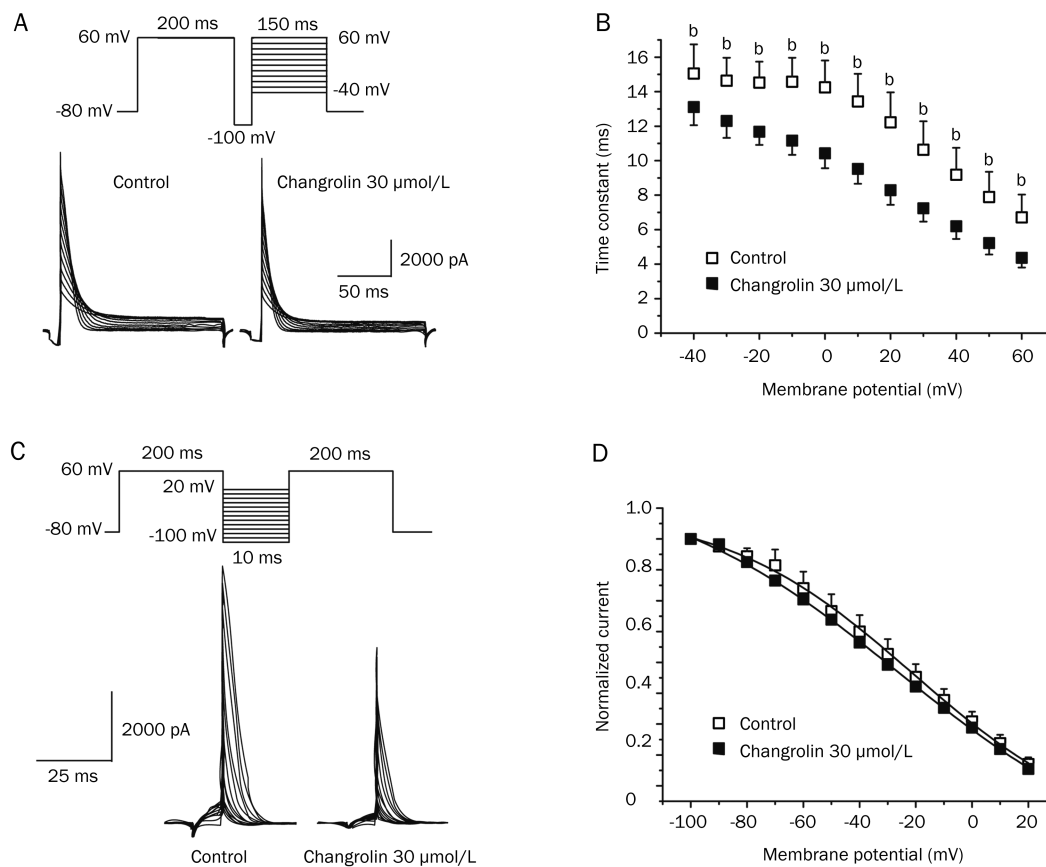 A
200 ms
150 ms
60 mV
60 mV
-40 mV
-80 mV
-100 mV
Control
Changrolin 30 µmol/L
2000 pA
50 ms
B
Time constant (ms)
16
14
12
10
8
6
4
2
0
b b b b b b b b b b b
Control
Changrolin 30 µmol/L
-40 -20 0 20 40 60
Membrane potential (mV)
C
200 ms
200 ms
60 mV
20 mV
-80 mV
-100 mV
10 ms
2000 pA
25 ms
Control
Changrolin 30 µmol/L
D
Normalized current
1.0
0.8
0.6
0.4
0.2
0
Control
Changrolin 30 µmol/L
-100 -80 -60 -40 -20 0 20
Membrane potential (mV)